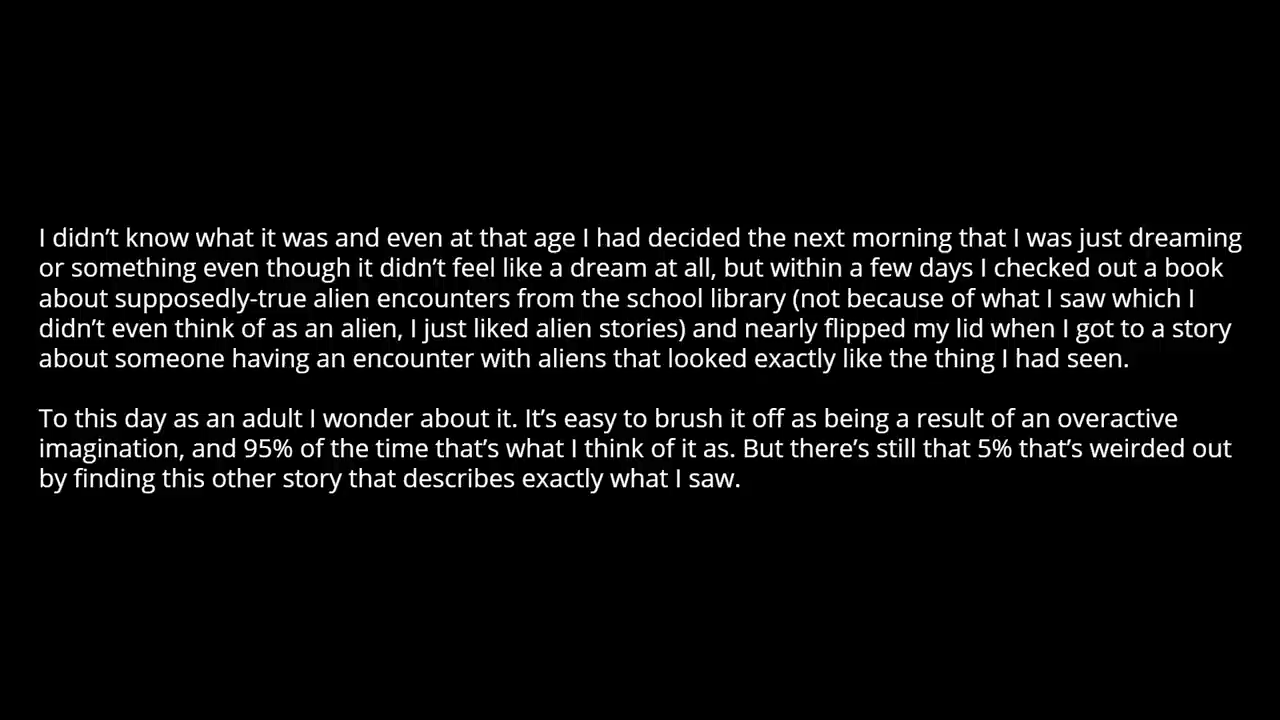 I didn’t know what it was and even at that age I had decided the next morning that I was just dreaming
or something even though it didn’t feel like a dream at all, but within a few days I checked out a book
about supposedly-true alien encounters from the school library (not because of what I saw which I
didn’t even think of as an alien, I just liked alien stories) and nearly flipped my lid when I got to a story
about someone having an encounter with aliens that looked exactly like the thing I had seen.
To this day as an adult I wonder about it. It’s easy to brush it off as being a result of an overactive
imagination, and 95% of the time that’s what I think of it as. But there’s still that 5% that’s weirded out
by finding this other story that describes exactly what I saw.